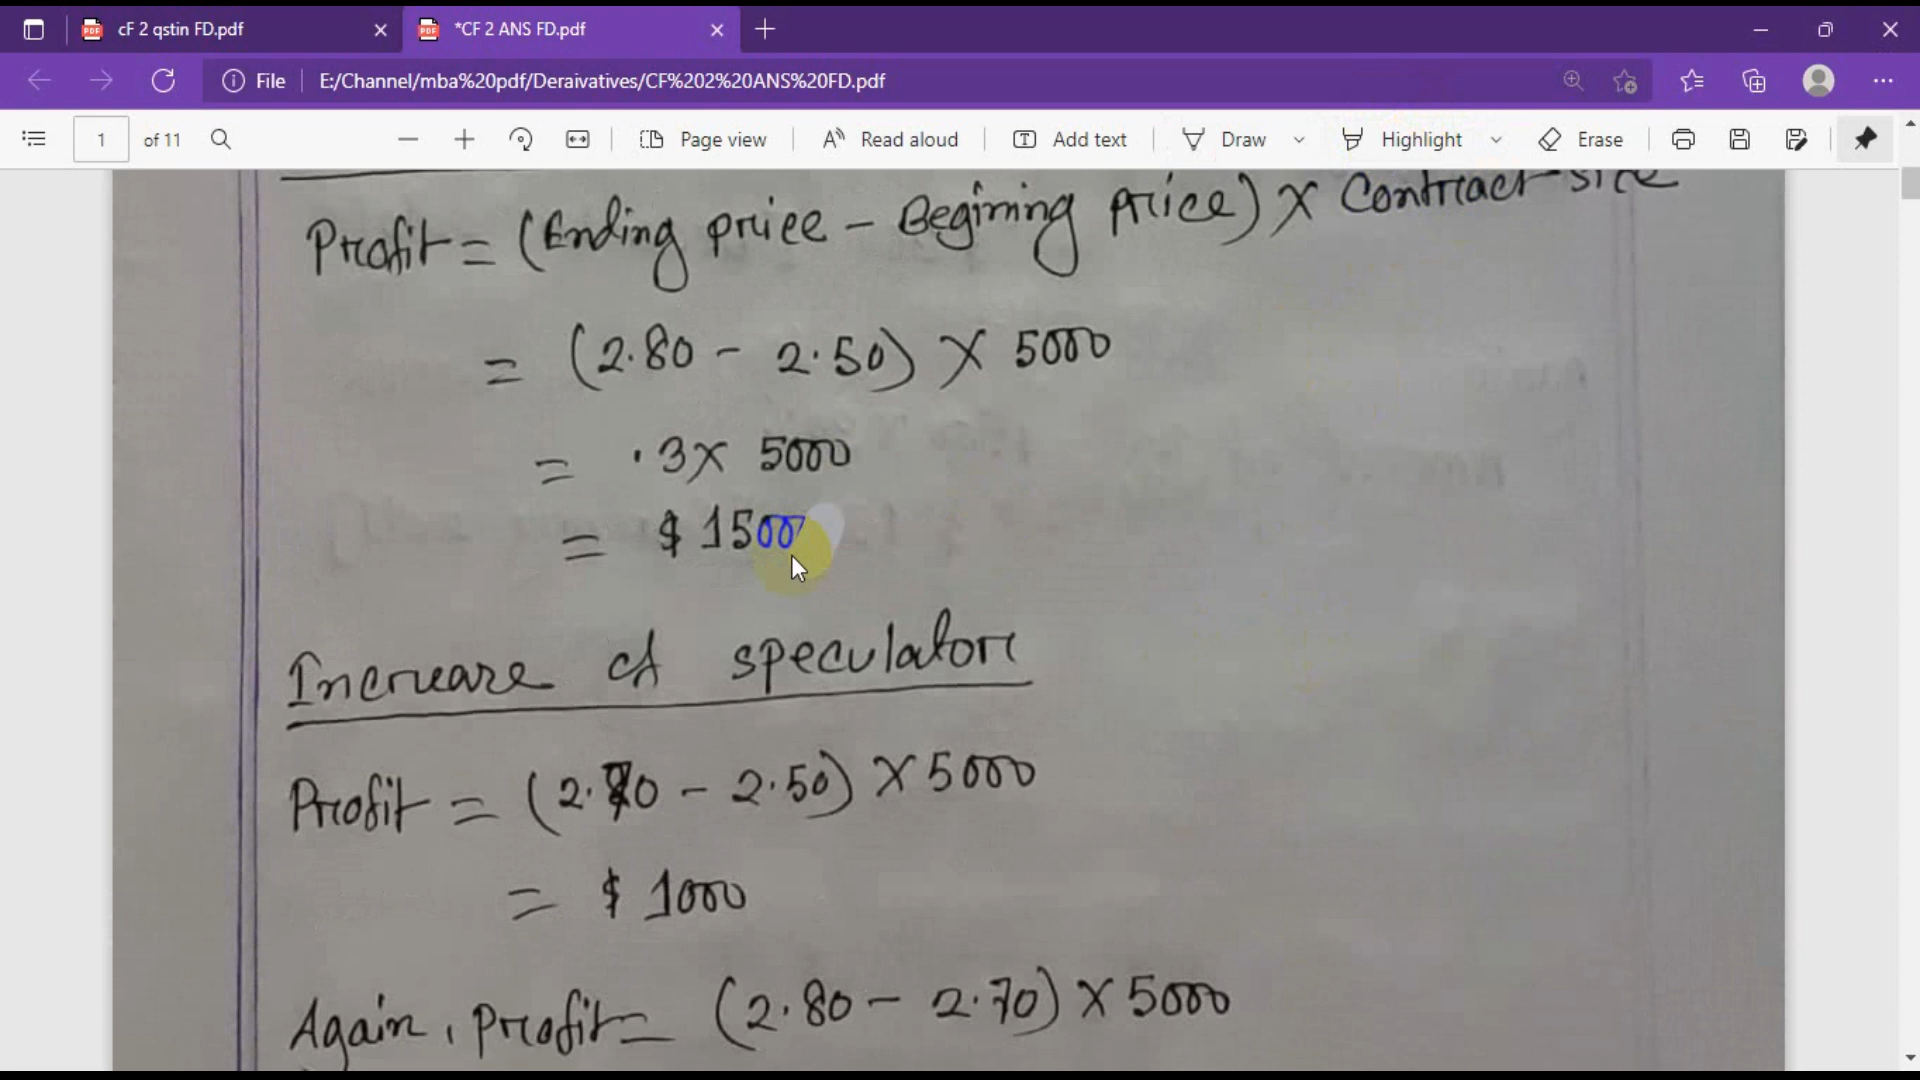 cF 2 qstin FD.pdf
*CF 2 ANS FD.pdf
File
E:/Channel/mba%20pdf/Deraivatives/CF%202%20ANS%20FD.pdf
1 of 11
Page view
Read aloud
Add text
Draw
Highlight
Erase
Profit = (Ending price - Begining price) X Contract size
= (2.80 - 2.50) X 5000
= .3 X 5000
= $ 1500
Increase of speculator
Profit = (2.70 - 2.50) X 5000
= $ 1000
Again, profit = (2.80 - 2.70) X 5000